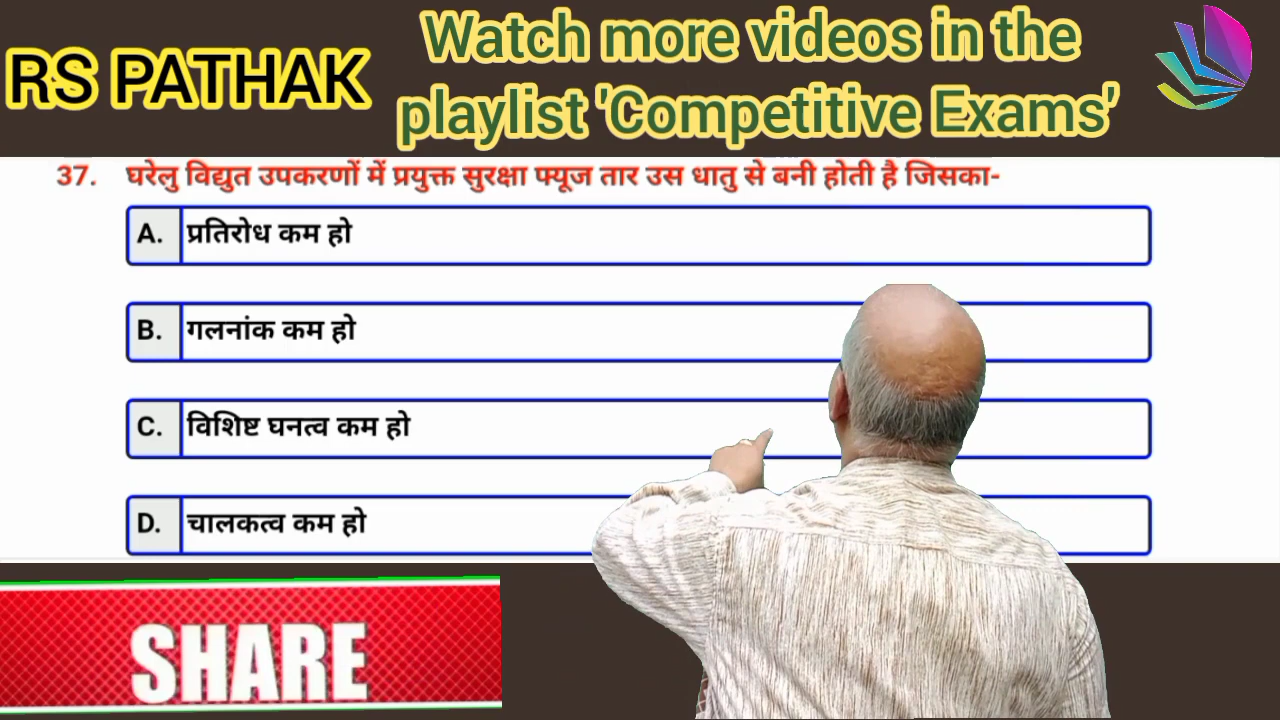 RS PATHAK
Watch more videos in the
playlist 'Competitive Exams'
37. घरेलु विद्युत उपकरणों में प्रयुक्त सुरक्षा फ्यूज तार उस धातु से बनी होती है जिसका-
A. प्रतिरोध कम हो
B. गलनांक कम हो
C. विशिष्ट घनत्व कम हो
D. चालकत्व कम हो
SHARE